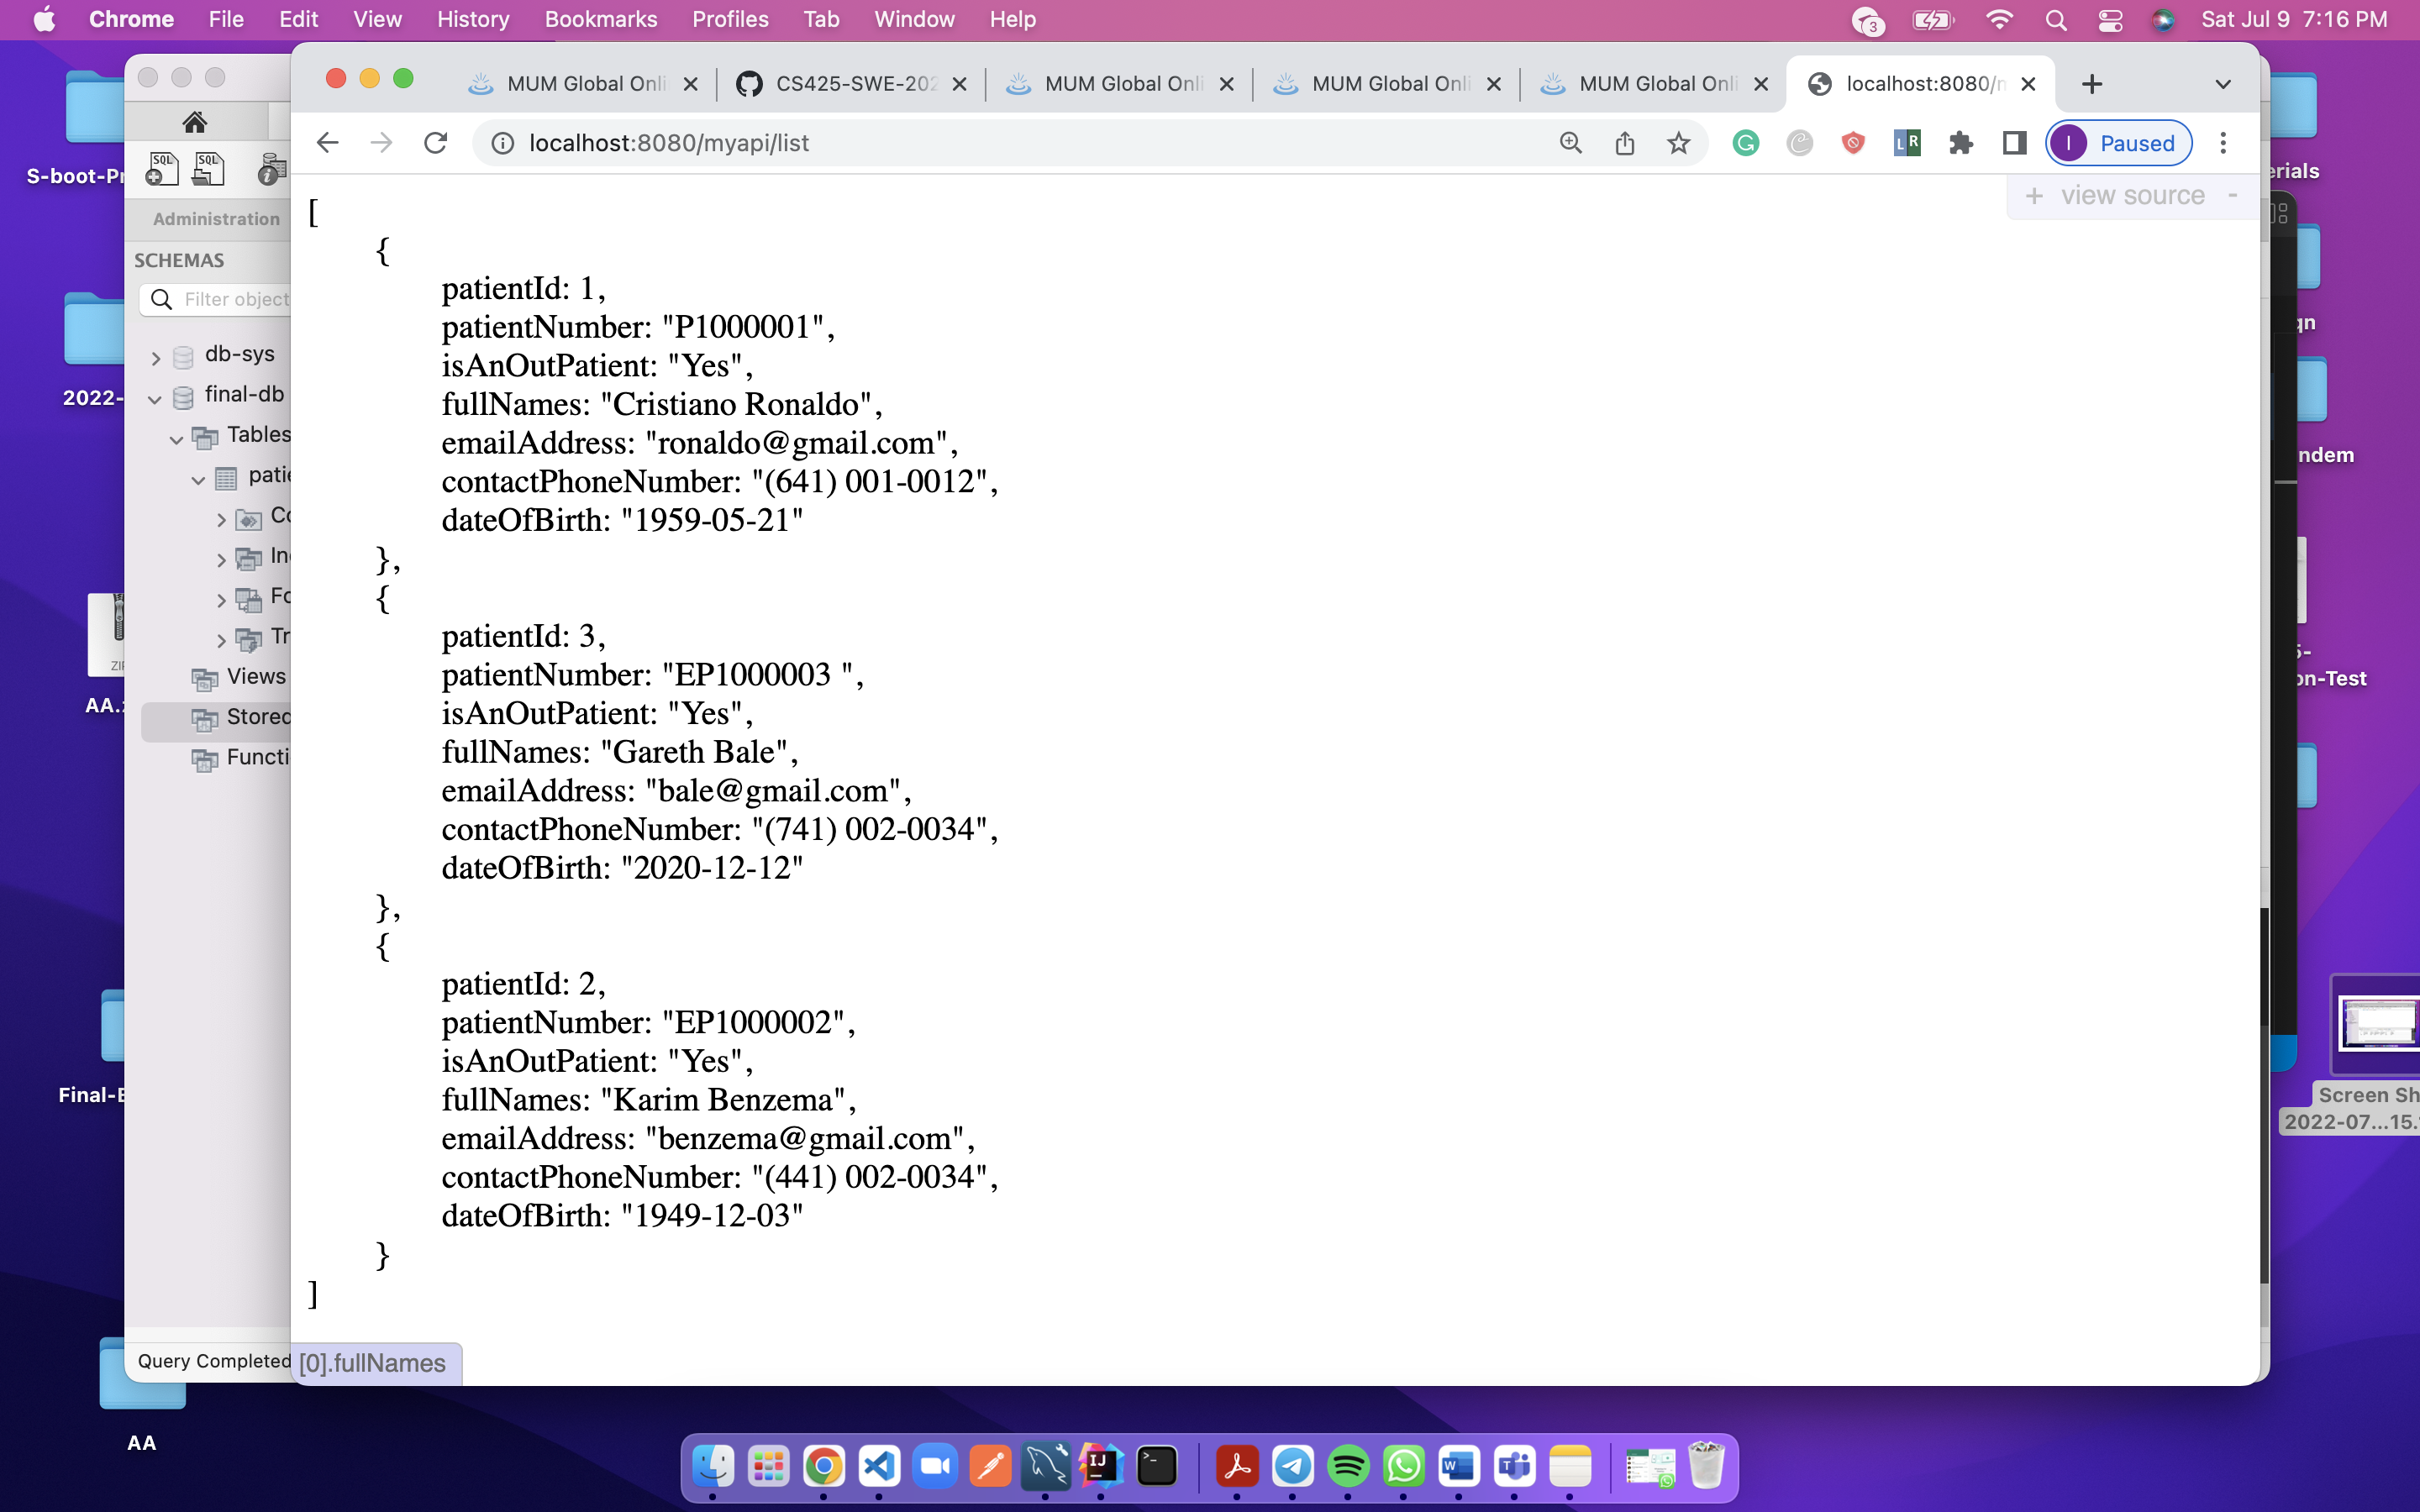 Chrome File Edit View History Bookmarks Profiles Tab Window Help 3 Sat Jul 9 7:16 PM
MUM Global Onli
CS425-SWE-202
MUM Global Onli
MUM Global Onli
MUM Global Onli
localhost:8080/m
localhost:8080/myapi/list
Paused
+ view source -
[
{
patientId: 1,
patientNumber: "P1000001",
isAnOutPatient: "Yes",
fullNames: "Cristiano Ronaldo",
emailAddress: "ronaldo@gmail.com",
contactPhoneNumber: "(641) 001-0012",
dateOfBirth: "1959-05-21"
},
{
patientId: 3,
patientNumber: "EP1000003 ",
isAnOutPatient: "Yes",
fullNames: "Gareth Bale",
emailAddress: "bale@gmail.com",
contactPhoneNumber: "(741) 002-0034",
dateOfBirth: "2020-12-12"
},
{
patientId: 2,
patientNumber: "EP1000002",
isAnOutPatient: "Yes",
fullNames: "Karim Benzema",
emailAddress: "benzema@gmail.com",
contactPhoneNumber: "(441) 002-0034",
dateOfBirth: "1949-12-03"
}
]
[0].fullNames
SQL SQL
Administration
SCHEMAS
Filter object
db-sys
final-db
Tables
patie
Co
In
Fo
Tr
Views
Stored
Functi
Query Completed
S-boot-Pr
2022-
ZIP
AA.
Final-E
AA
erials
ndem
on-Test
Screen Sh
2022-07...15.